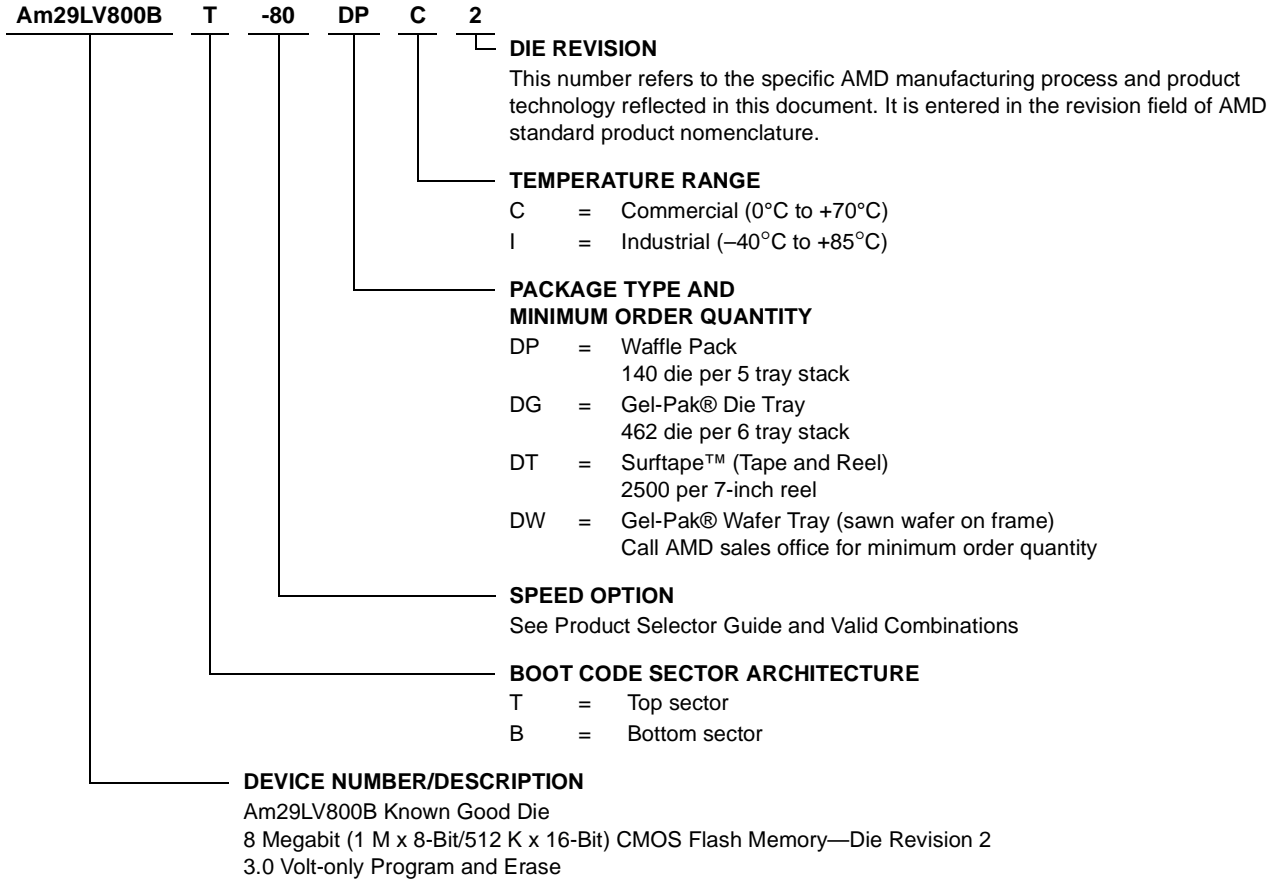 Am29LV800B T -80 DP C 2
DIE REVISION
This number refers to the specific AMD manufacturing process and product
technology reflected in this document. It is entered in the revision field of AMD
standard product nomenclature.
TEMPERATURE RANGE
C = Commercial (0°C to +70°C)
I = Industrial (–40°C to +85°C)
PACKAGE TYPE AND
MINIMUM ORDER QUANTITY
DP = Waffle Pack
140 die per 5 tray stack
DG = Gel-Pak® Die Tray
462 die per 6 tray stack
DT = Surftape™ (Tape and Reel)
2500 per 7-inch reel
DW = Gel-Pak® Wafer Tray (sawn wafer on frame)
Call AMD sales office for minimum order quantity
SPEED OPTION
See Product Selector Guide and Valid Combinations
BOOT CODE SECTOR ARCHITECTURE
T = Top sector
B = Bottom sector
DEVICE NUMBER/DESCRIPTION
Am29LV800B Known Good Die
8 Megabit (1 M x 8-Bit/512 K x 16-Bit) CMOS Flash Memory—Die Revision 2
3.0 Volt-only Program and Erase